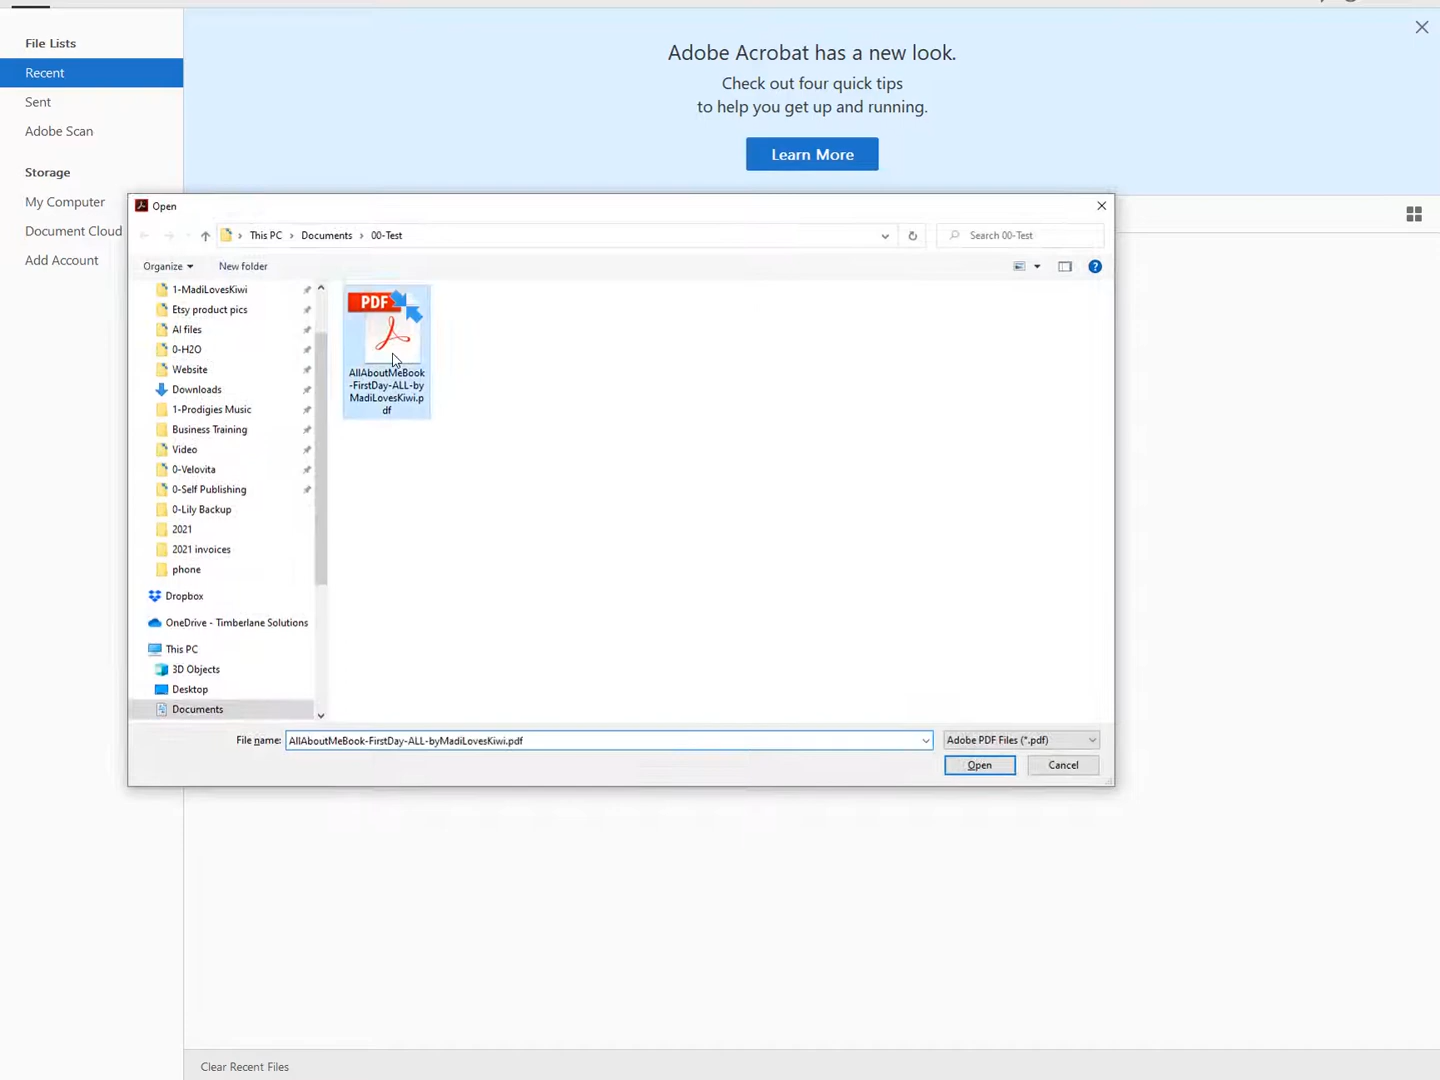 File Lists
Recent
Sent
Adobe Scan
Storage
My Computer
Document Cloud
Add Account
Adobe Acrobat has a new look.
Check out four quick tips
to help you get up and running.
Learn More
Open
This PC
Documents
00-Test
Search 00-Test
Organize
New folder
1-MadiLovesKiwi
Etsy product pics
AI files
0-H2O
Website
Downloads
1-Prodigies Music
Business Training
Video
0-Velovita
0-Self Publishing
0-Lily Backup
2021
2021 invoices
phone
Dropbox
OneDrive - Timberlane Solutions
This PC
3D Objects
Desktop
Documents
PDF
AllAboutMeBook
-FirstDay-ALL-by
MadiLovesKiwi.p
df
File name:
AllAboutMeBook-FirstDay-ALL-byMadiLovesKiwi.pdf
Adobe PDF Files (*.pdf)
Open
Cancel
Clear Recent Files